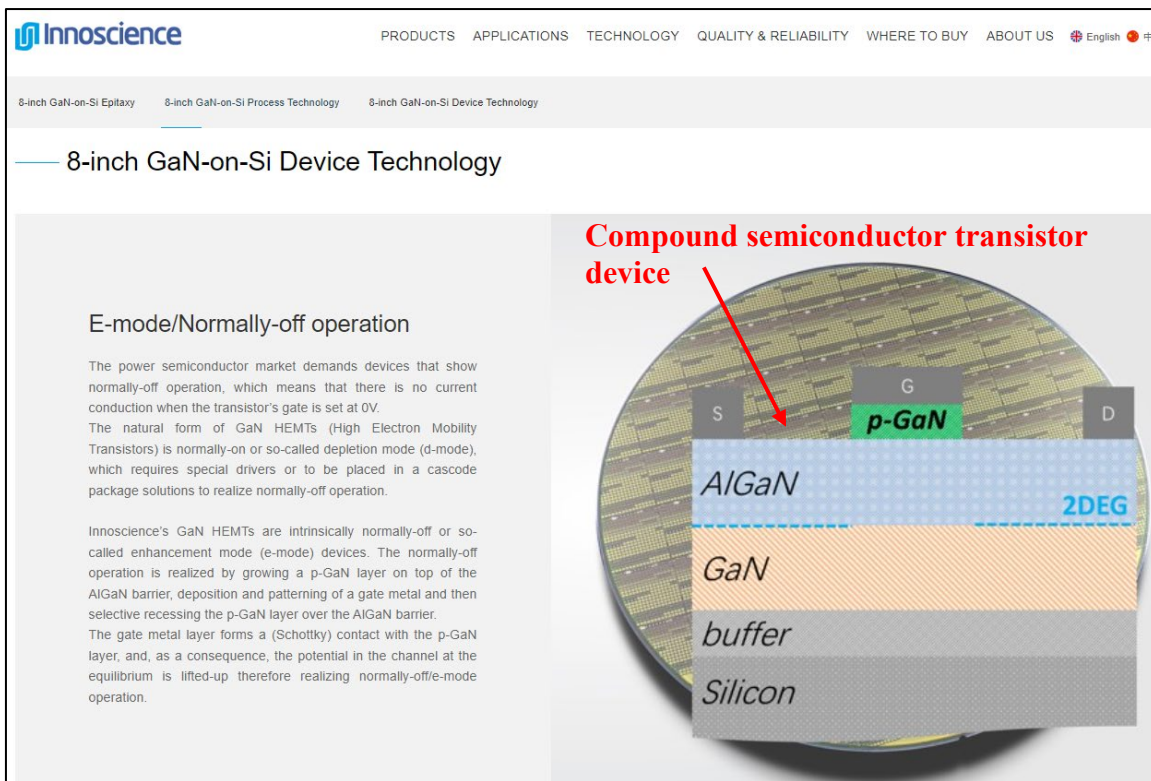 Innoscience
PRODUCTS APPLICATIONS TECHNOLOGY QUALITY & RELIABILITY WHERE TO BUY ABOUT US English 中
8-inch GaN-on-Si Epitaxy 8-inch GaN-on-Si Process Technology 8-inch GaN-on-Si Device Technology
8-inch GaN-on-Si Device Technology
Compound semiconductor transistor
device
E-mode/Normally-off operation
The power semiconductor market demands devices that show
normally-off operation, which means that there is no current
conduction when the transistor's gate is set at 0V.
The natural form of GaN HEMTs (High Electron Mobility
Transistors) is normally-on or so-called depletion mode (d-mode),
which requires special drivers or to be placed in a cascode
package solutions to realize normally-off operation.
Innoscience's GaN HEMTs are intrinsically normally-off or so-
called enhancement mode (e-mode) devices. The normally-off
operation is realized by growing a p-GaN layer on top of the
AlGaN barrier, deposition and patterning of a gate metal and then
selective recessing the p-GaN layer over the AlGaN barrier.
The gate metal layer forms a (Schottky) contact with the p-GaN
layer, and, as a consequence, the potential in the channel at the
equilibrium is lifted-up therefore realizing normally-off/e-mode
operation.
S G D
p-GaN
AlGaN
2DEG
GaN
buffer
Silicon